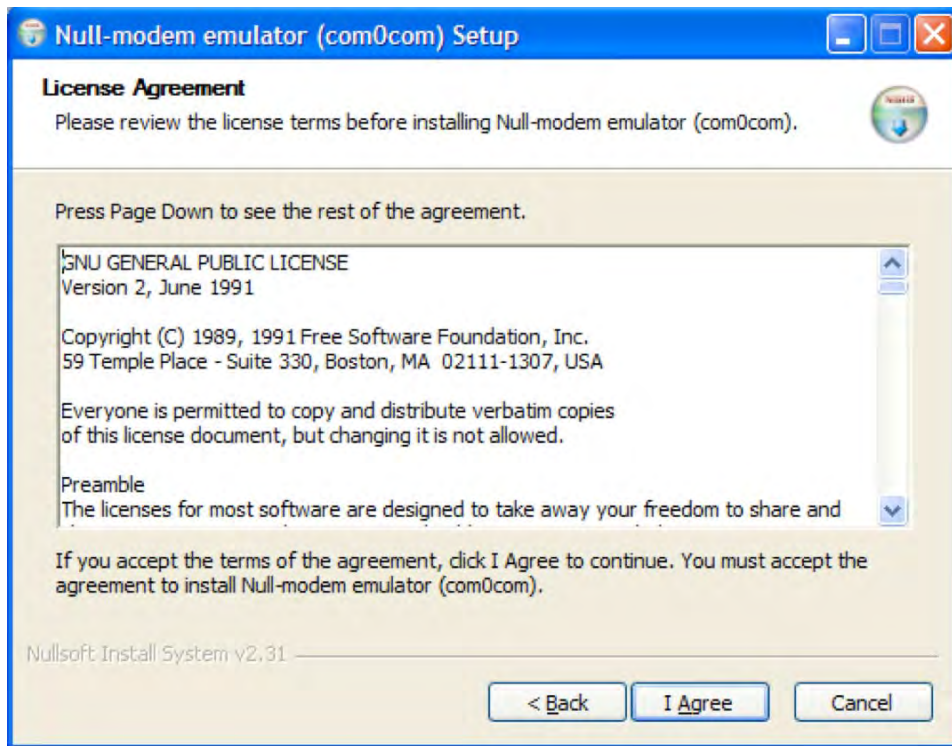 Null-modem emulator (com0com) Setup
License Agreement
Please review the license terms before installing Null-modem emulator (com0com).
Press Page Down to see the rest of the agreement.
GNU GENERAL PUBLIC LICENSE
Version 2, June 1991
Copyright (C) 1989, 1991 Free Software Foundation, Inc.
59 Temple Place - Suite 330, Boston, MA  02111-1307, USA
Everyone is permitted to copy and distribute verbatim copies
of this license document, but changing it is not allowed.
Preamble
The licenses for most software are designed to take away your freedom to share and
If you accept the terms of the agreement, click I Agree to continue. You must accept the
agreement to install Null-modem emulator (com0com).
Nullsoft Install System v2.31
< Back
I Agree
Cancel